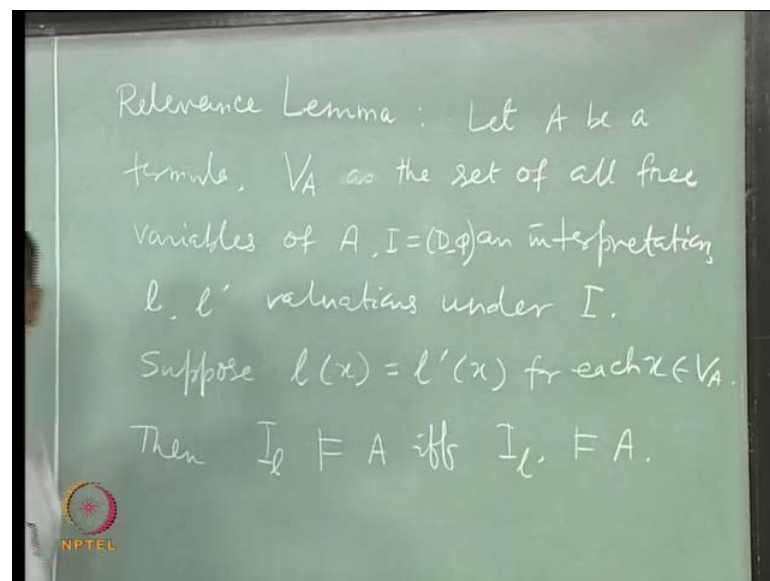 Relevance Lemma : Let A be a
formula, V_A as the set of all free
variables of A, I = (D, φ) an interpretation,
l, l′ valuations under I.
Suppose l(x) = l′(x) for each x ∈ V_A.
Then I_l ⊨ A iff I_l′ ⊨ A.
NPTEL